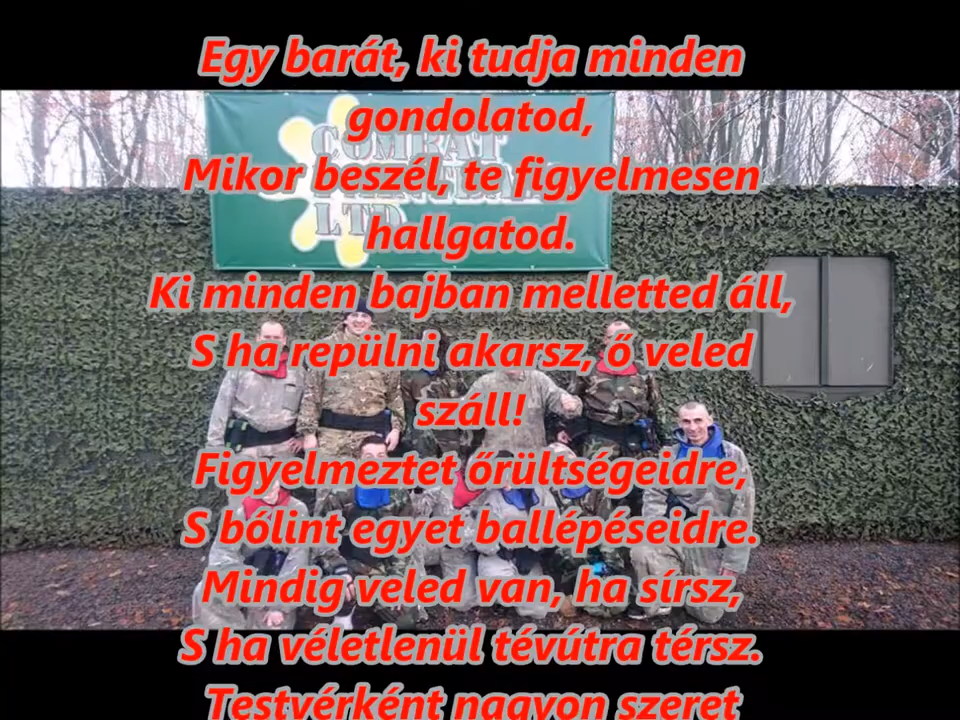 Egy barát, ki tudja minden
gondolatod,
Mikor beszél, te figyelmesen
hallgatod.
Ki minden bajban melletted áll,
S ha repülni akarsz, ő veled
száll!
Figyelmeztet őrültségeidre,
S bólint egyet ballépéseidre.
Mindig veled van, ha sírsz,
S ha véletlenül tévútra térsz.
Testvérként nagyon szeret
COMBAT
LTD